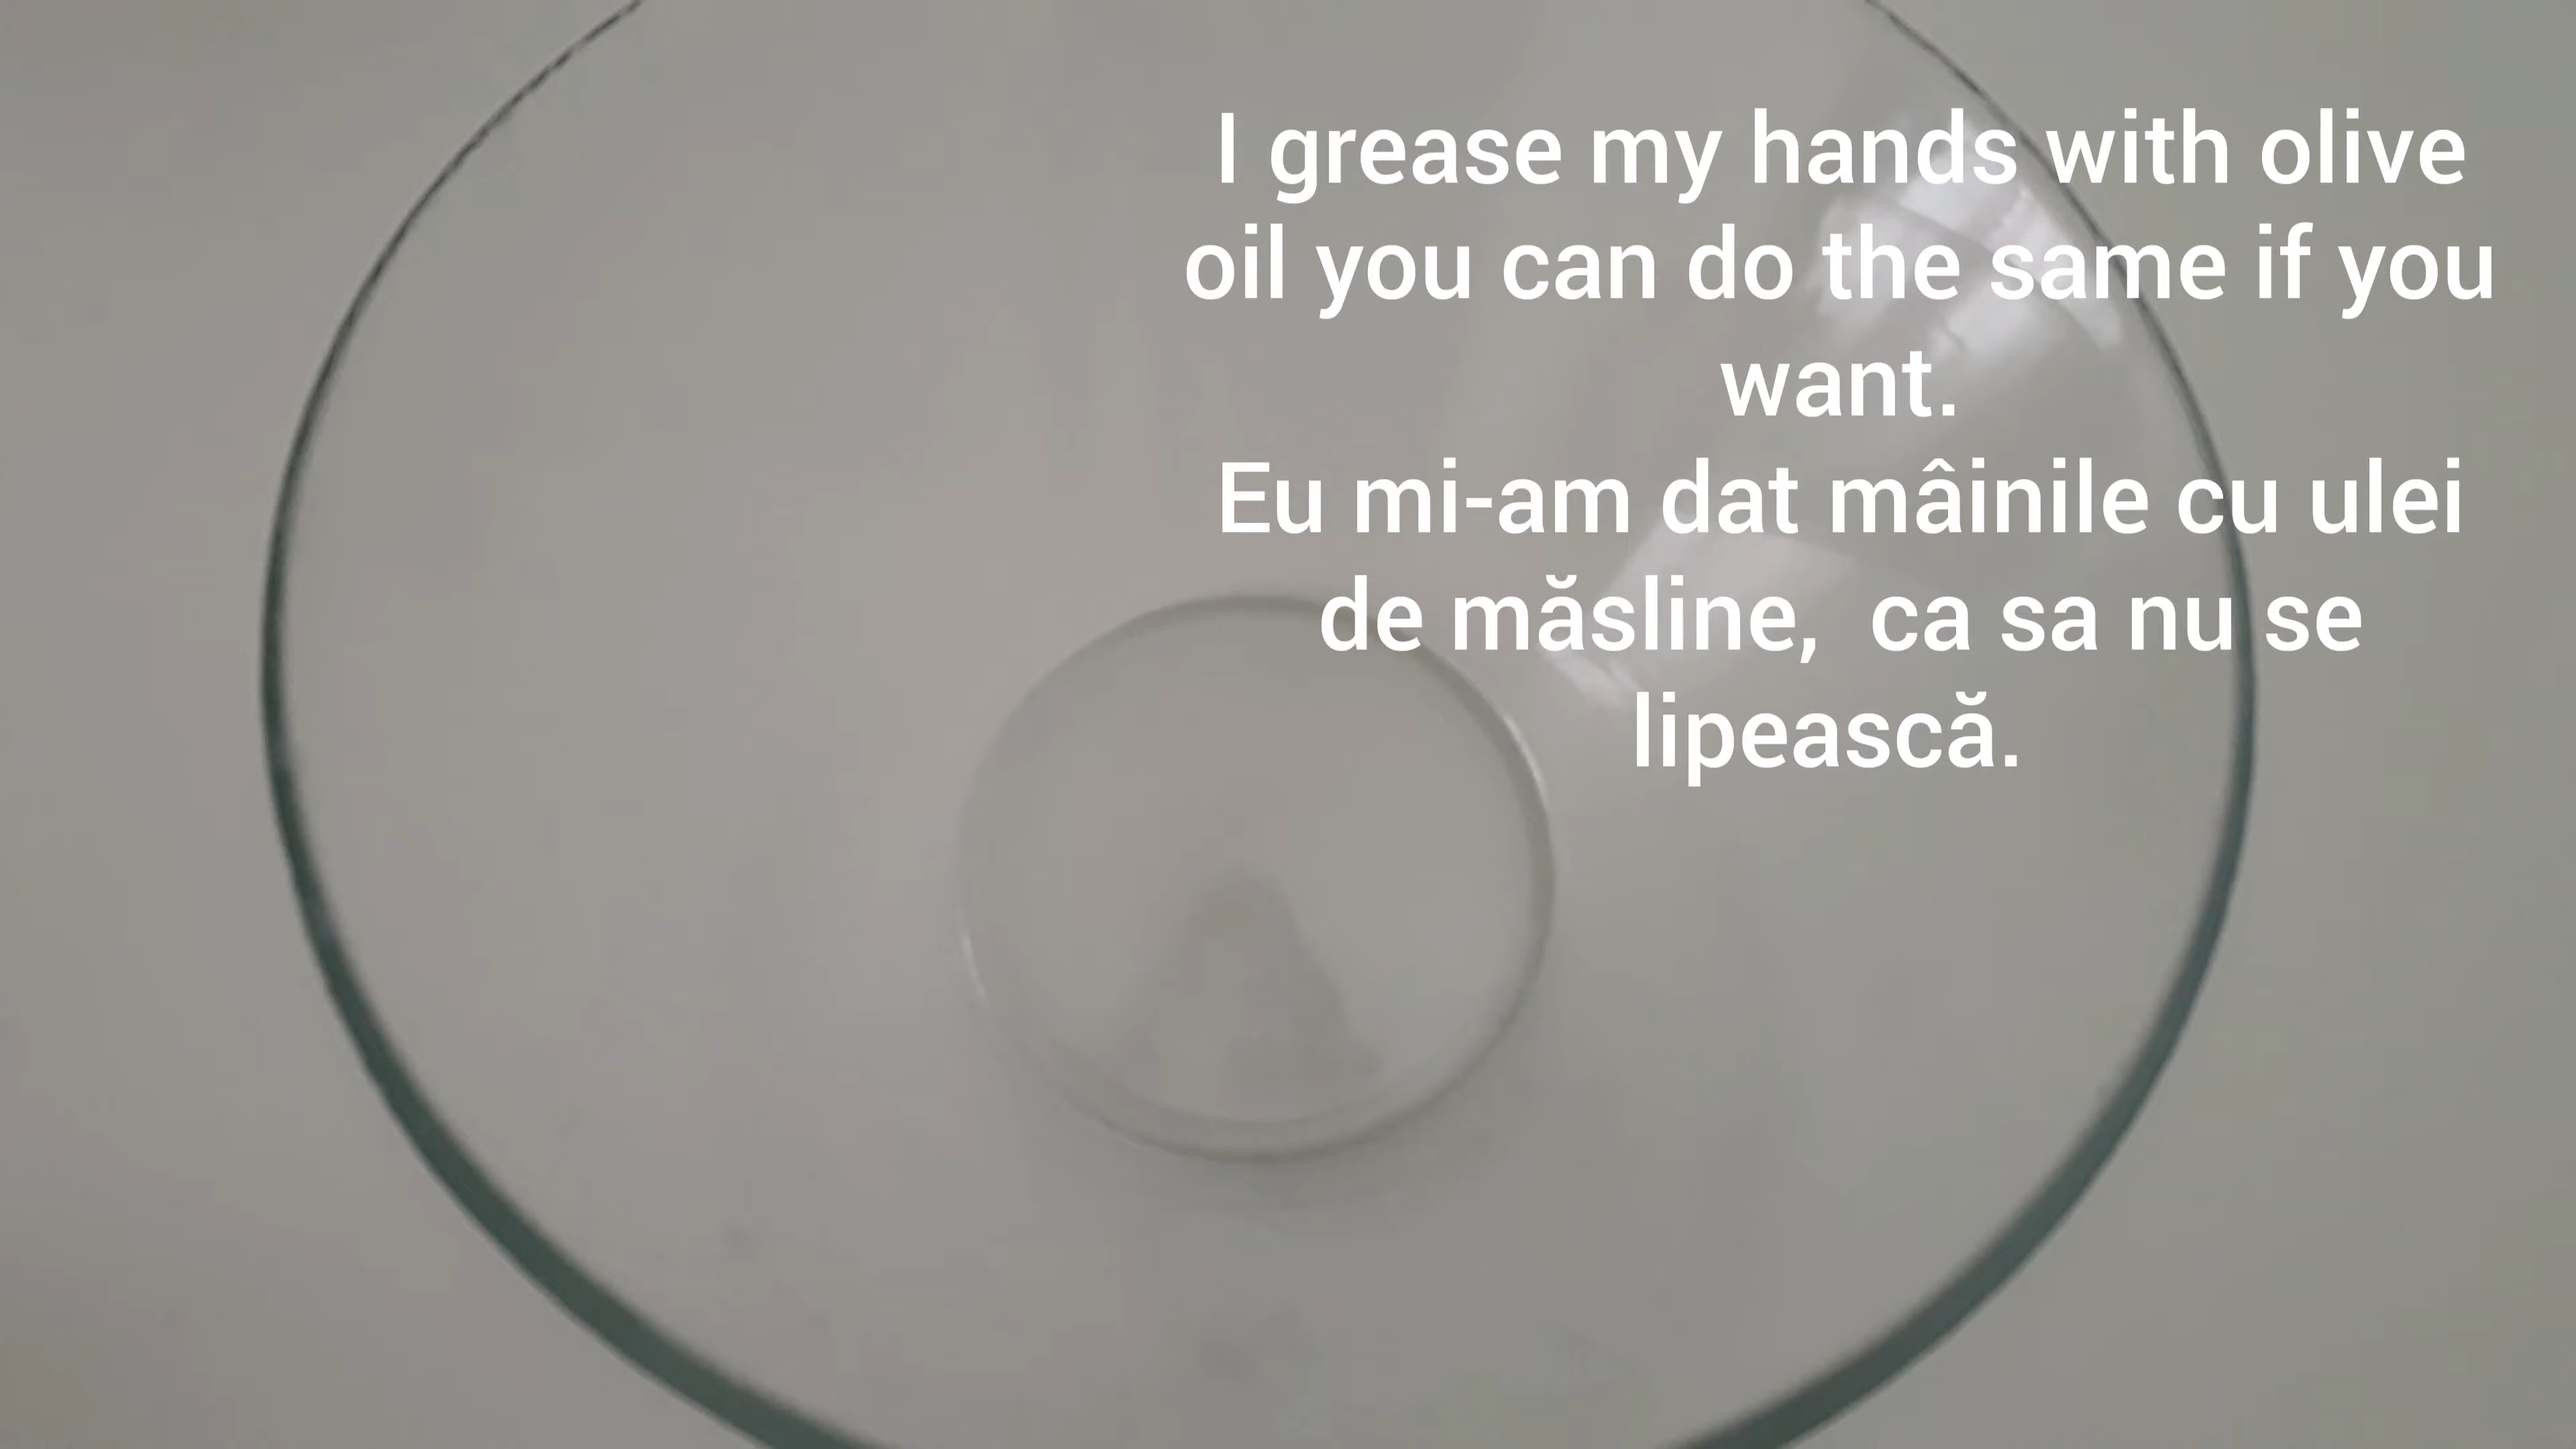 I grease my hands with olive
oil you can do the same if you
want.
Eu mi-am dat mâinile cu ulei
de măsline,  ca sa nu se
lipească.